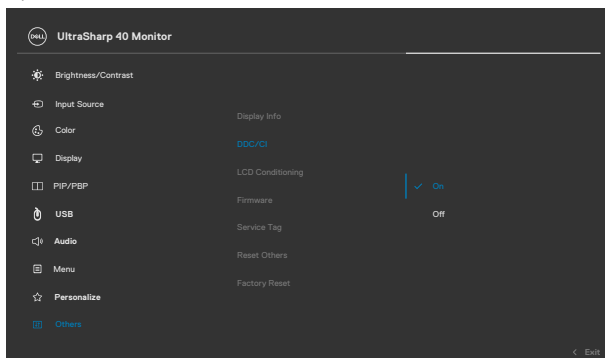 DELL UltraSharp 40 Monitor
Brightness/Contrast
Input Source
Color
Display
PIP/PBP
USB
Audio
Menu
Personalize
Others
Display Info
DDC/CI
LCD Conditioning
Firmware
Service Tag
Reset Others
Factory Reset
On
Off
Exit